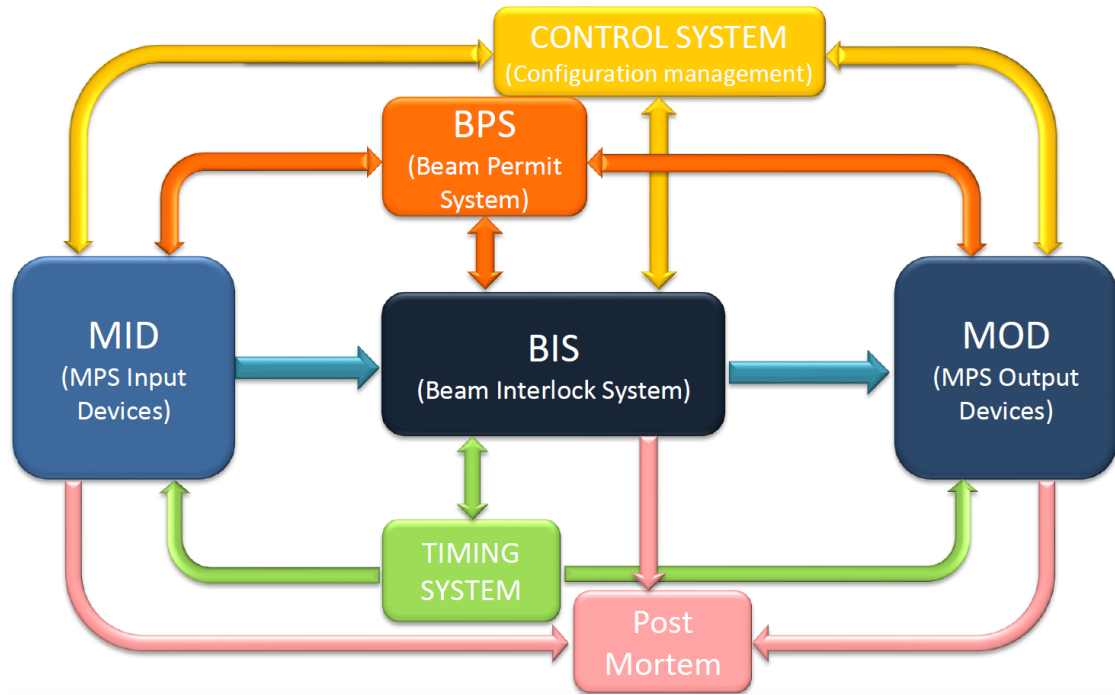 CONTROL SYSTEM
(Configuration management)
BPS
(Beam Permit
System)
MID
(MPS Input
Devices)
BIS
(Beam Interlock System)
MOD
(MPS Output
Devices)
TIMING
SYSTEM
Post
Mortem